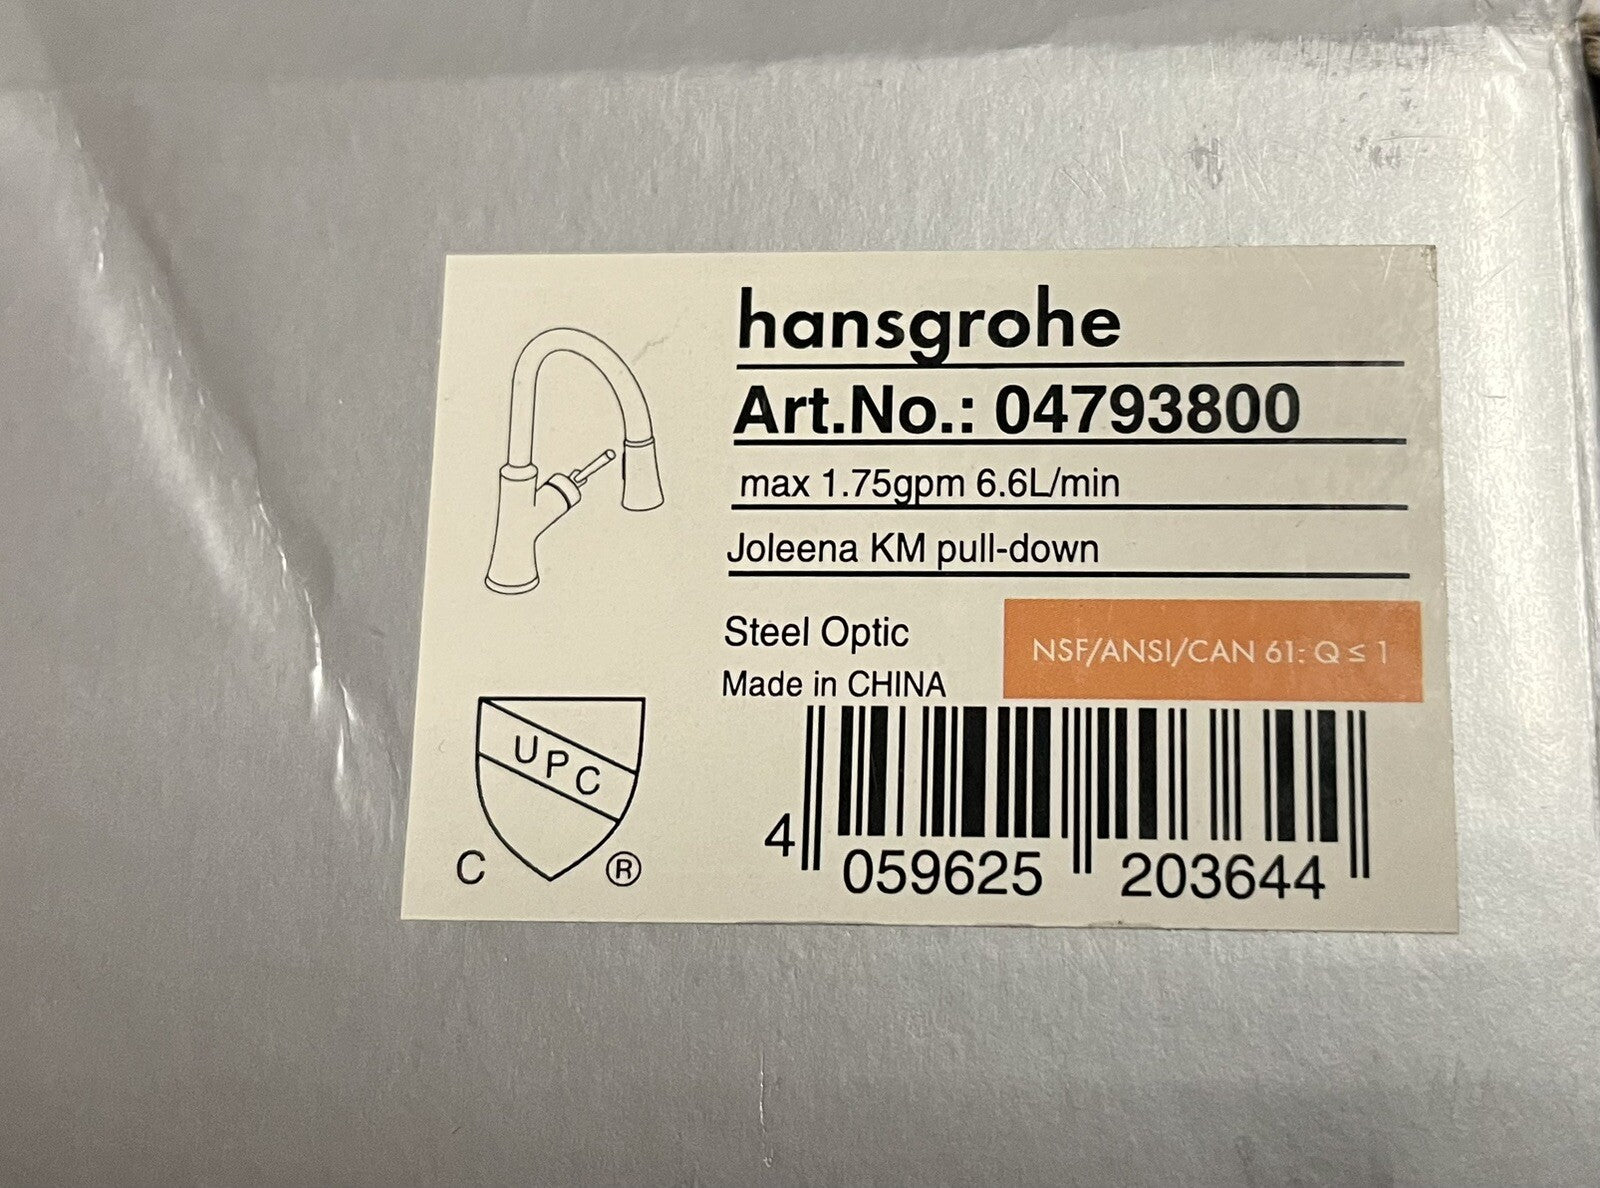 hansgrohe
Art.No.: 04793800
max 1.75gpm 6.6L/min
Joleena KM pull-down
Steel Optic
NSF/ANSI/CAN 61: Q ≤ 1
Made in CHINA
UPC
C ®
4 059625 203644